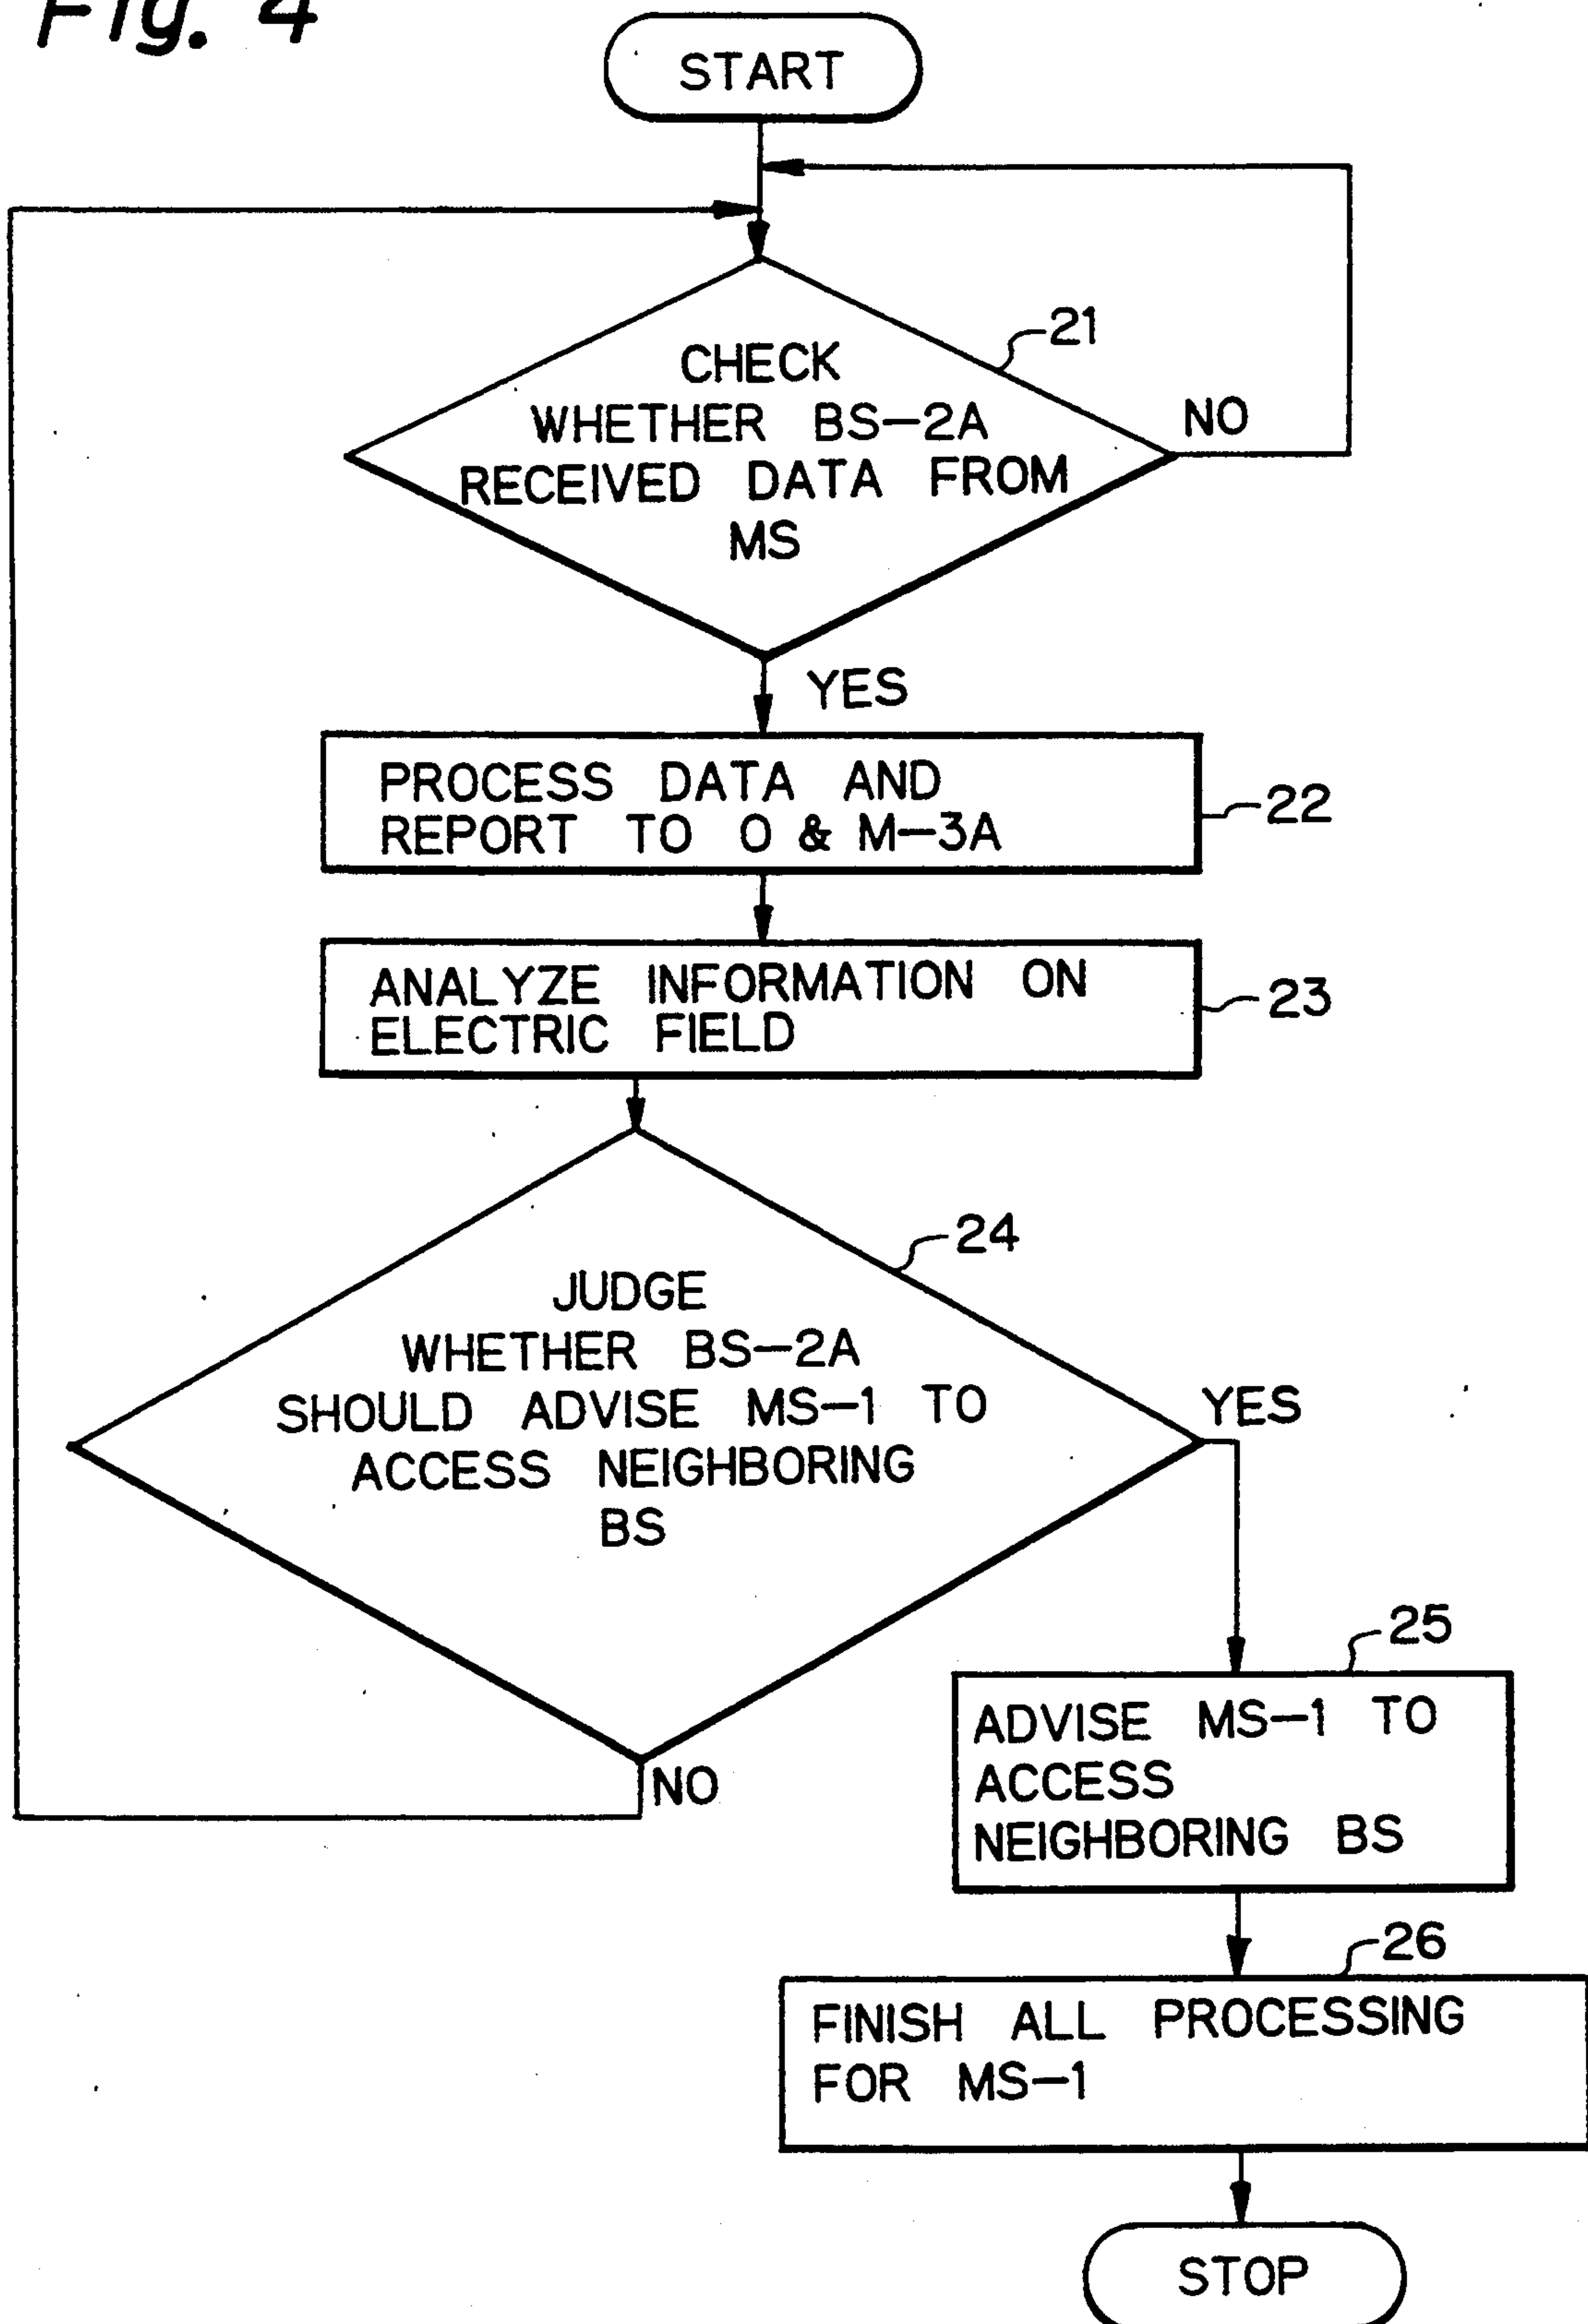 Fig. 4
START
21
CHECK
WHETHER BS-2A
RECEIVED DATA FROM
MS
NO
YES
PROCESS DATA AND
REPORT TO O & M-3A
22
ANALYZE INFORMATION ON
ELECTRIC FIELD
23
24
JUDGE
WHETHER BS-2A
SHOULD ADVISE MS-1 TO
ACCESS NEIGHBORING
BS
YES
NO
25
ADVISE MS-1 TO
ACCESS
NEIGHBORING BS
26
FINISH ALL PROCESSING
FOR MS-1
STOP